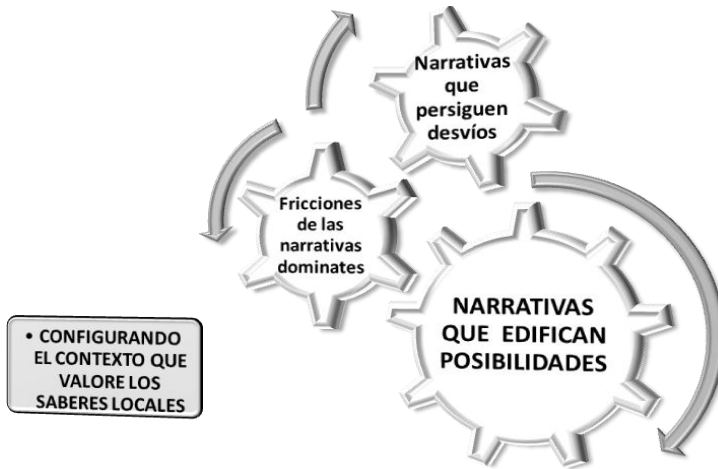 Narrativas
que
persiguen
desvíos
Fricciones
de las
narrativas
dominates
NARRATIVAS
QUE EDIFICAN
POSIBILIDADES
• CONFIGURANDO
EL CONTEXTO QUE
VALORE LOS
SABERES LOCALES